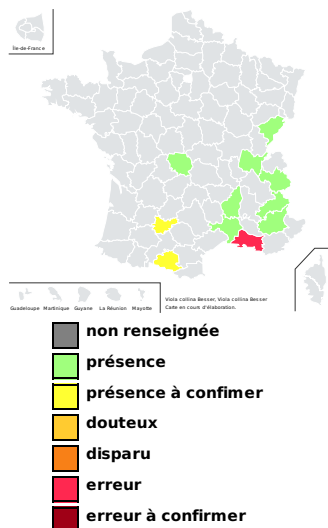 Île-de-France
Guadeloupe Martinique Guyane La Réunion Mayotte
Viola collina Besser, Viola collina Besser
Carte en cours d'élaboration.
non renseignée
présence
présence à confimer
douteux
disparu
erreur
erreur à confirmer